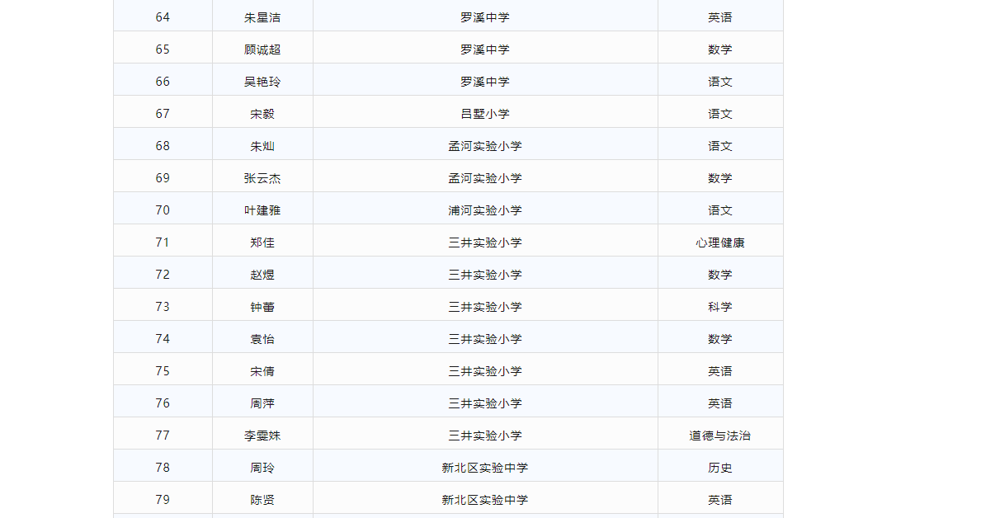 64 朱星洁 罗溪中学 英语
65 顾诚超 罗溪中学 数学
66 吴艳玲 罗溪中学 语文
67 宋毅 吕墅小学 语文
68 朱灿 孟河实验小学 语文
69 张云杰 孟河实验小学 数学
70 叶建雅 浦河实验小学 语文
71 郑佳 三井实验小学 心理健康
72 赵煜 三井实验小学 数学
73 钟蕾 三井实验小学 科学
74 袁怡 三井实验小学 数学
75 宋倩 三井实验小学 英语
76 周萍 三井实验小学 英语
77 李雯姝 三井实验小学 道德与法治
78 周玲 新北区实验中学 历史
79 陈贤 新北区实验中学 英语